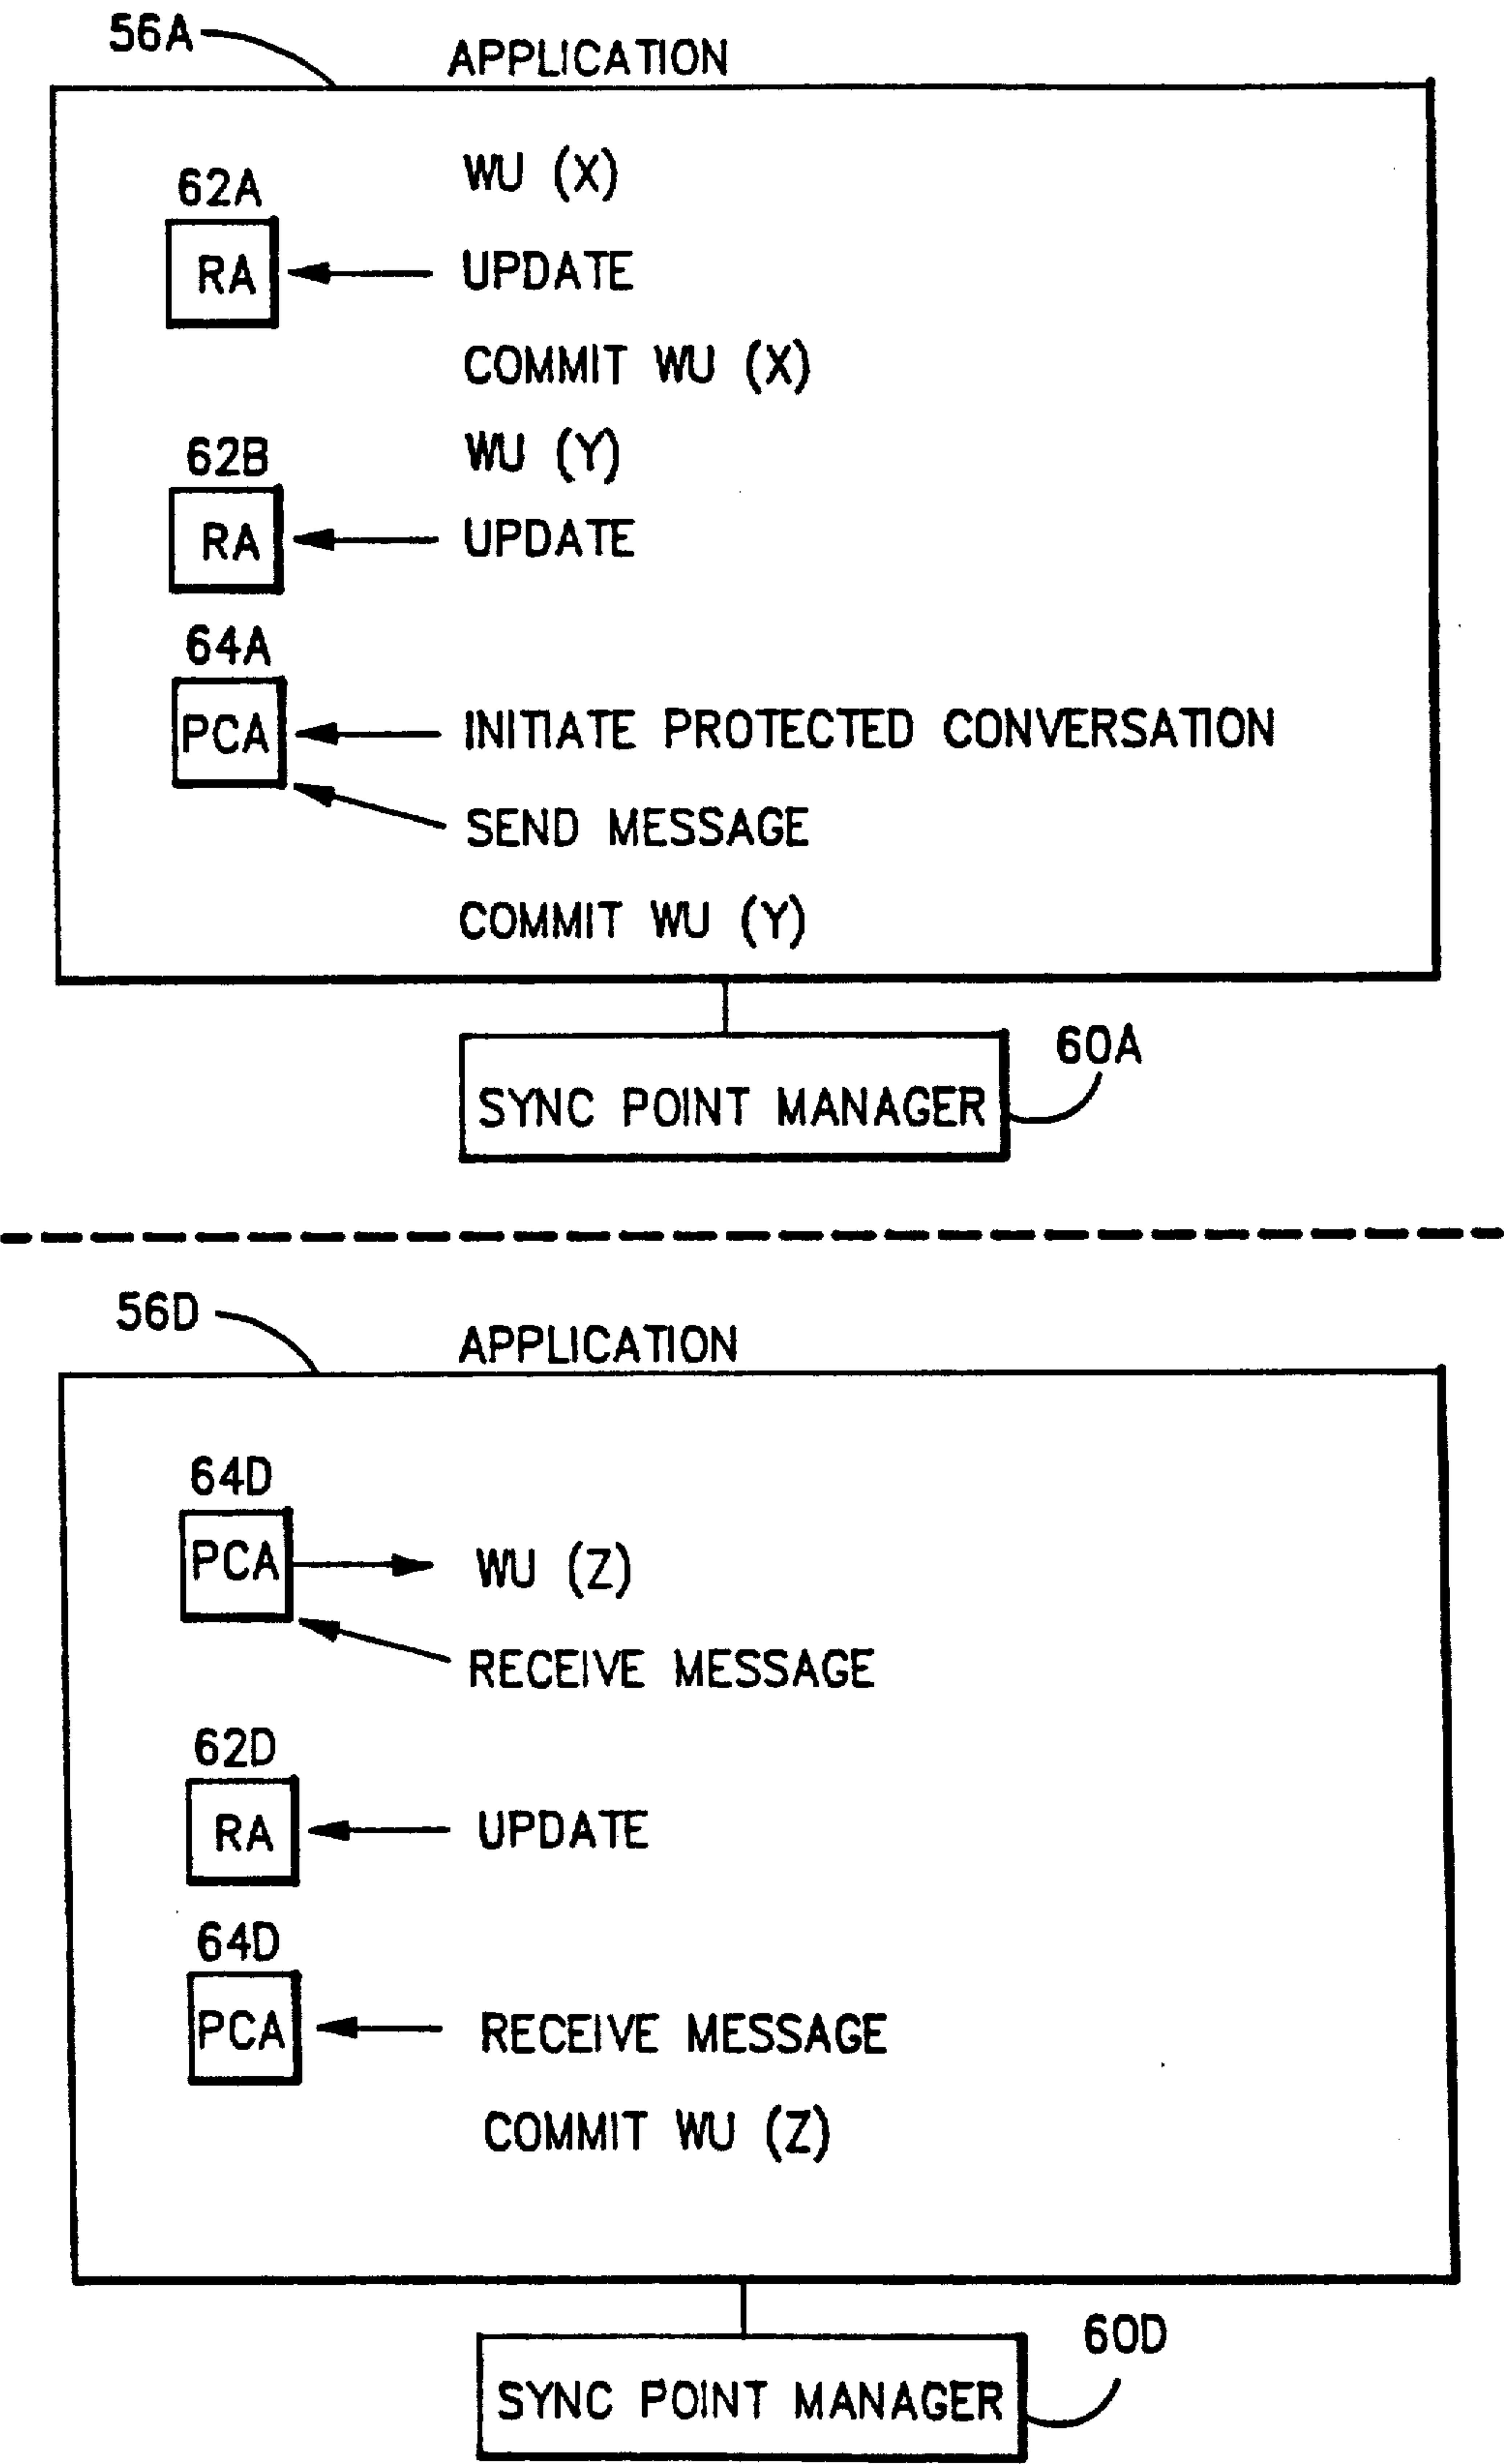 56A
APPLICATION
WU (X)
62A
RA
UPDATE
COMMIT WU (X)
62B
WU (Y)
RA
UPDATE
64A
PCA
INITIATE PROTECTED CONVERSATION
SEND MESSAGE
COMMIT WU (Y)
60A
SYNC POINT MANAGER
56D
APPLICATION
64D
PCA
WU (Z)
RECEIVE MESSAGE
62D
RA
UPDATE
64D
PCA
RECEIVE MESSAGE
COMMIT WU (Z)
60D
SYNC POINT MANAGER